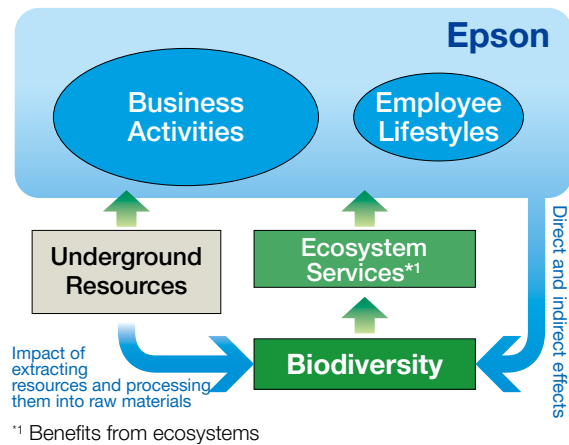 Epson
Business
Activities
Employee
Lifestyles
Underground
Resources
Ecosystem
Services*1
Direct and indirect effects
Impact of
extracting
resources and processing
them into raw materials
Biodiversity
*1 Benefits from ecosystems